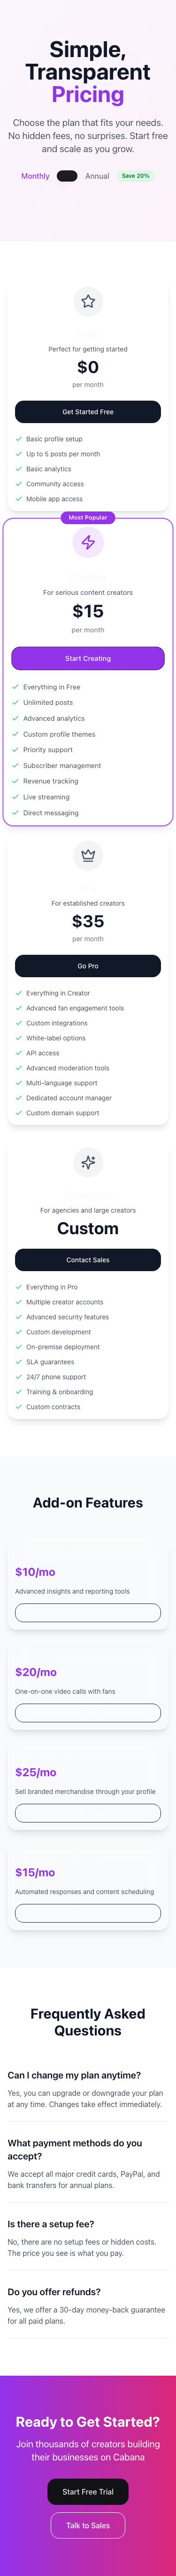 Simple,
Transparent
Pricing
Choose the plan that fits your needs.
No hidden fees, no surprises. Start free
and scale as you grow.
Monthly
Annual
Save 20%
Perfect for getting started
$0
per month
Get Started Free
Basic profile setup
Up to 5 posts per month
Basic analytics
Community access
Mobile app access
Most Popular
For serious content creators
$15
per month
Start Creating
Everything in Free
Unlimited posts
Advanced analytics
Custom profile themes
Priority support
Subscriber management
Revenue tracking
Live streaming
Direct messaging
For established creators
$35
per month
Go Pro
Everything in Creator
Advanced fan engagement tools
Custom integrations
White-label options
API access
Advanced moderation tools
Multi-language support
Dedicated account manager
Custom domain support
For agencies and large creators
Custom
Contact Sales
Everything in Pro
Multiple creator accounts
Advanced security features
Custom development
On-premise deployment
SLA guarantees
24/7 phone support
Training & onboarding
Custom contracts
Add-on Features
$10/mo
Advanced insights and reporting tools
$20/mo
One-on-one video calls with fans
$25/mo
Sell branded merchandise through your profile
$15/mo
Automated responses and content scheduling
Frequently Asked
Questions
Can I change my plan anytime?
Yes, you can upgrade or downgrade your plan
at any time. Changes take effect immediately.
What payment methods do you
accept?
We accept all major credit cards, PayPal, and
bank transfers for annual plans.
Is there a setup fee?
No, there are no setup fees or hidden costs.
The price you see is what you pay.
Do you offer refunds?
Yes, we offer a 30-day money-back guarantee
for all paid plans.
Ready to Get Started?
Join thousands of creators building
their businesses on Cabana
Start Free Trial
Talk to Sales